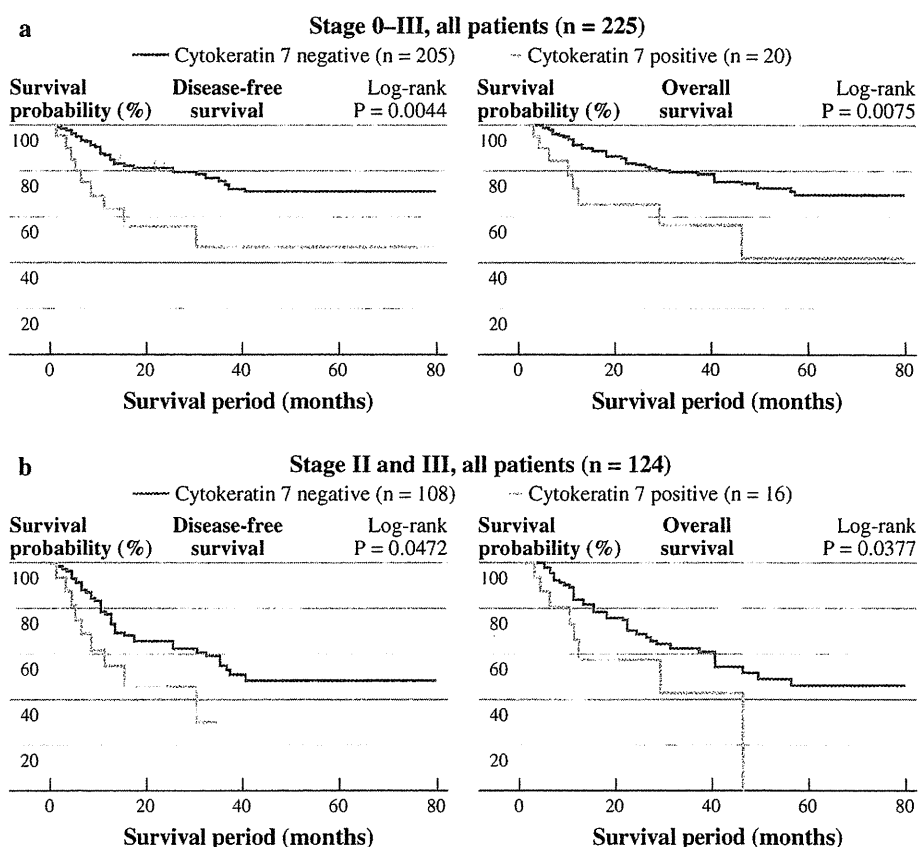 a
Stage 0–III, all patients (n = 225)
Cytokeratin 7 negative (n = 205) Cytokeratin 7 positive (n = 20)
Survival probability (%) Disease-free survival Log-rank P = 0.0044
100
80
60
40
20
0 20 40 60 80
Survival period (months)
Survival probability (%) Overall survival Log-rank P = 0.0075
100
80
60
40
20
0 20 40 60 80
Survival period (months)
b
Stage II and III, all patients (n = 124)
Cytokeratin 7 negative (n = 108) Cytokeratin 7 positive (n = 16)
Survival probability (%) Disease-free survival Log-rank P = 0.0472
100
80
60
40
20
0 20 40 60 80
Survival period (months)
Survival probability (%) Overall survival Log-rank P = 0.0377
100
80
60
40
20
0 20 40 60 80
Survival period (months)